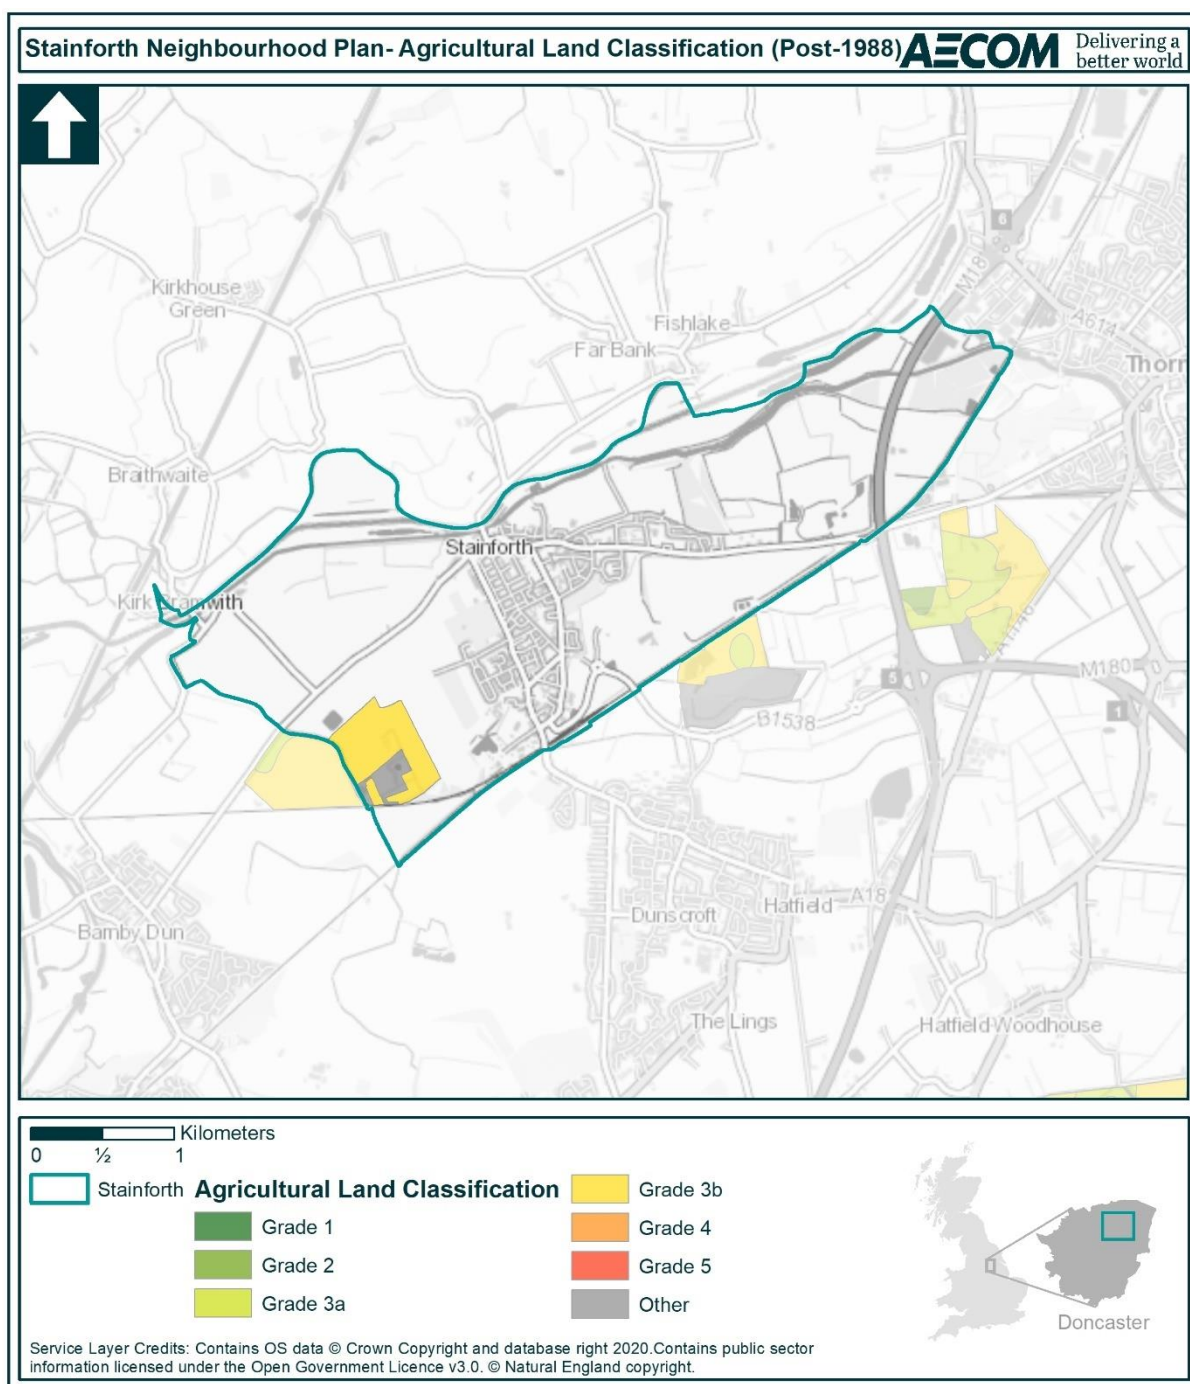 Stainforth Neighbourhood Plan- Agricultural Land Classification (Post-1988)
AECOM
Delivering a
better world
6
M18
Kirkhouse
Green
Fishlake
A614
Far Bank
Thorn
Braithwaite
Stainforth
Kirk Bramwith
A1146
M180
5
1
B1538
Dunscroft
Hatfield
A18
Barnby Dun
The Lings
Hatfield Woodhouse
Kilometers
0 ½ 1
Stainforth
Agricultural Land Classification
Grade 1
Grade 2
Grade 3a
Grade 3b
Grade 4
Grade 5
Other
Doncaster
Service Layer Credits: Contains OS data © Crown Copyright and database right 2020.Contains public sector
information licensed under the Open Government Licence v3.0. © Natural England copyright.